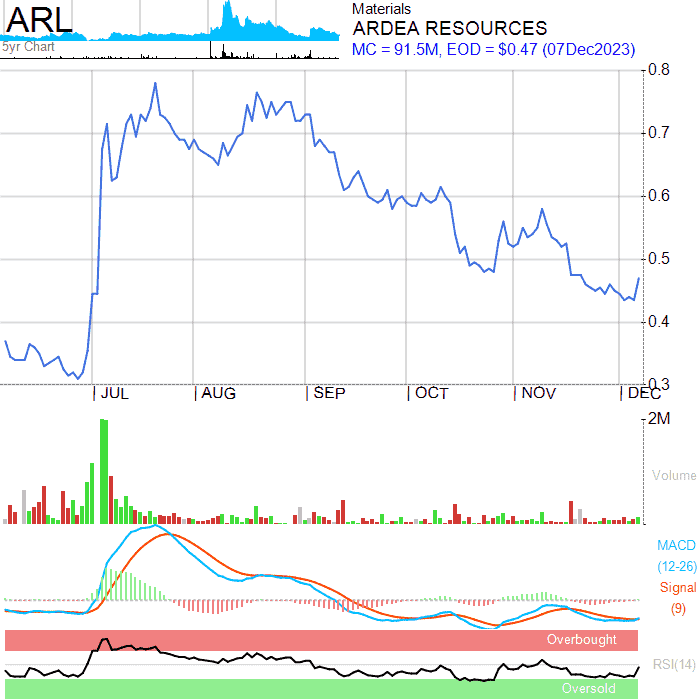 ARL
5yr Chart
Materials
ARDEA RESOURCES
MC = 91.5M, EOD = $0.47 (07Dec2023)
0.8
0.7
0.6
0.5
0.4
0.3
JUL AUG SEP OCT NOV DEC
2M
Volume
MACD
(12-26)
Signal
(9)
Overbought
RSI(14)
Oversold